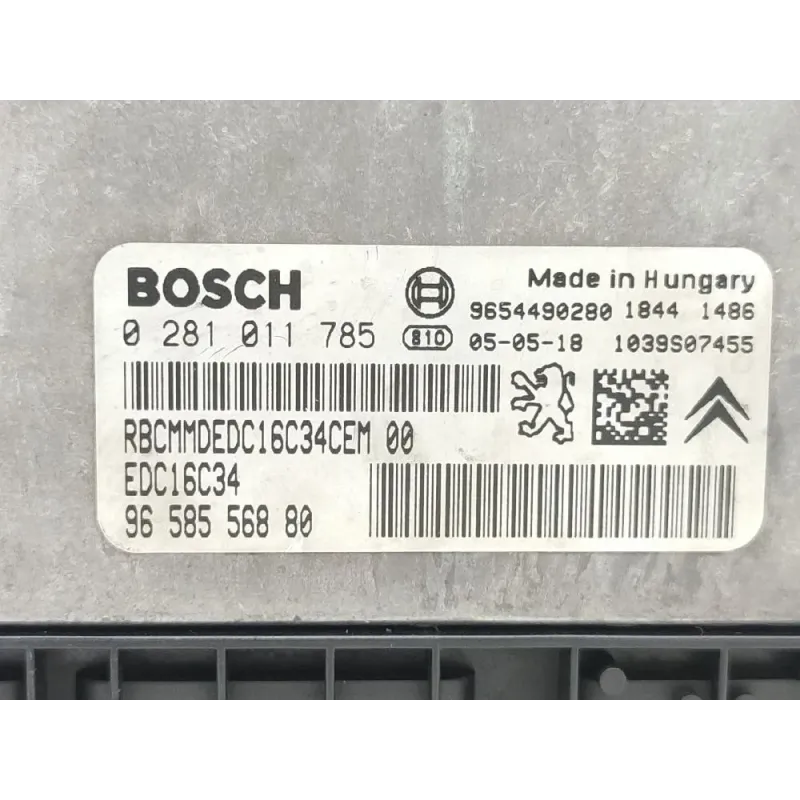 BOSCH
Made in Hungary
9654490280 1844 1486
0 281 011 785
810
05-05-18 1039S07455
RBCMMDEDC16C34CEM 00
EDC16C34
96 585 568 80